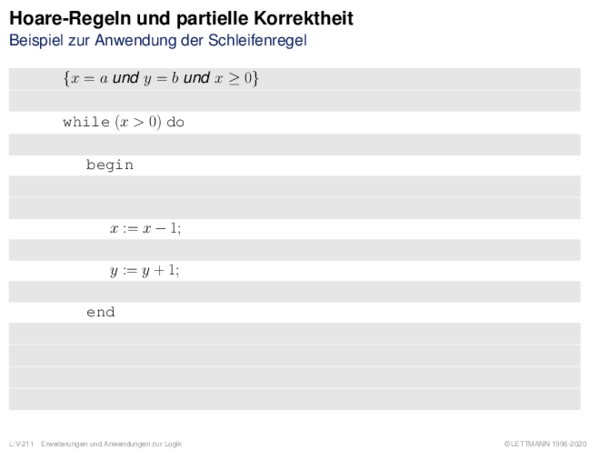 Hoare-Regeln und partielle Korrektheit
Beispiel zur Anwendung der Schleifenregel
{x = a und y = b und x ≥ 0}
while (x > 0) do
begin
x := x − 1;
y := y + 1;
end
L:V-211 Erweiterungen und Anwendungen zur Logik ©LETTMANN 1996-2020